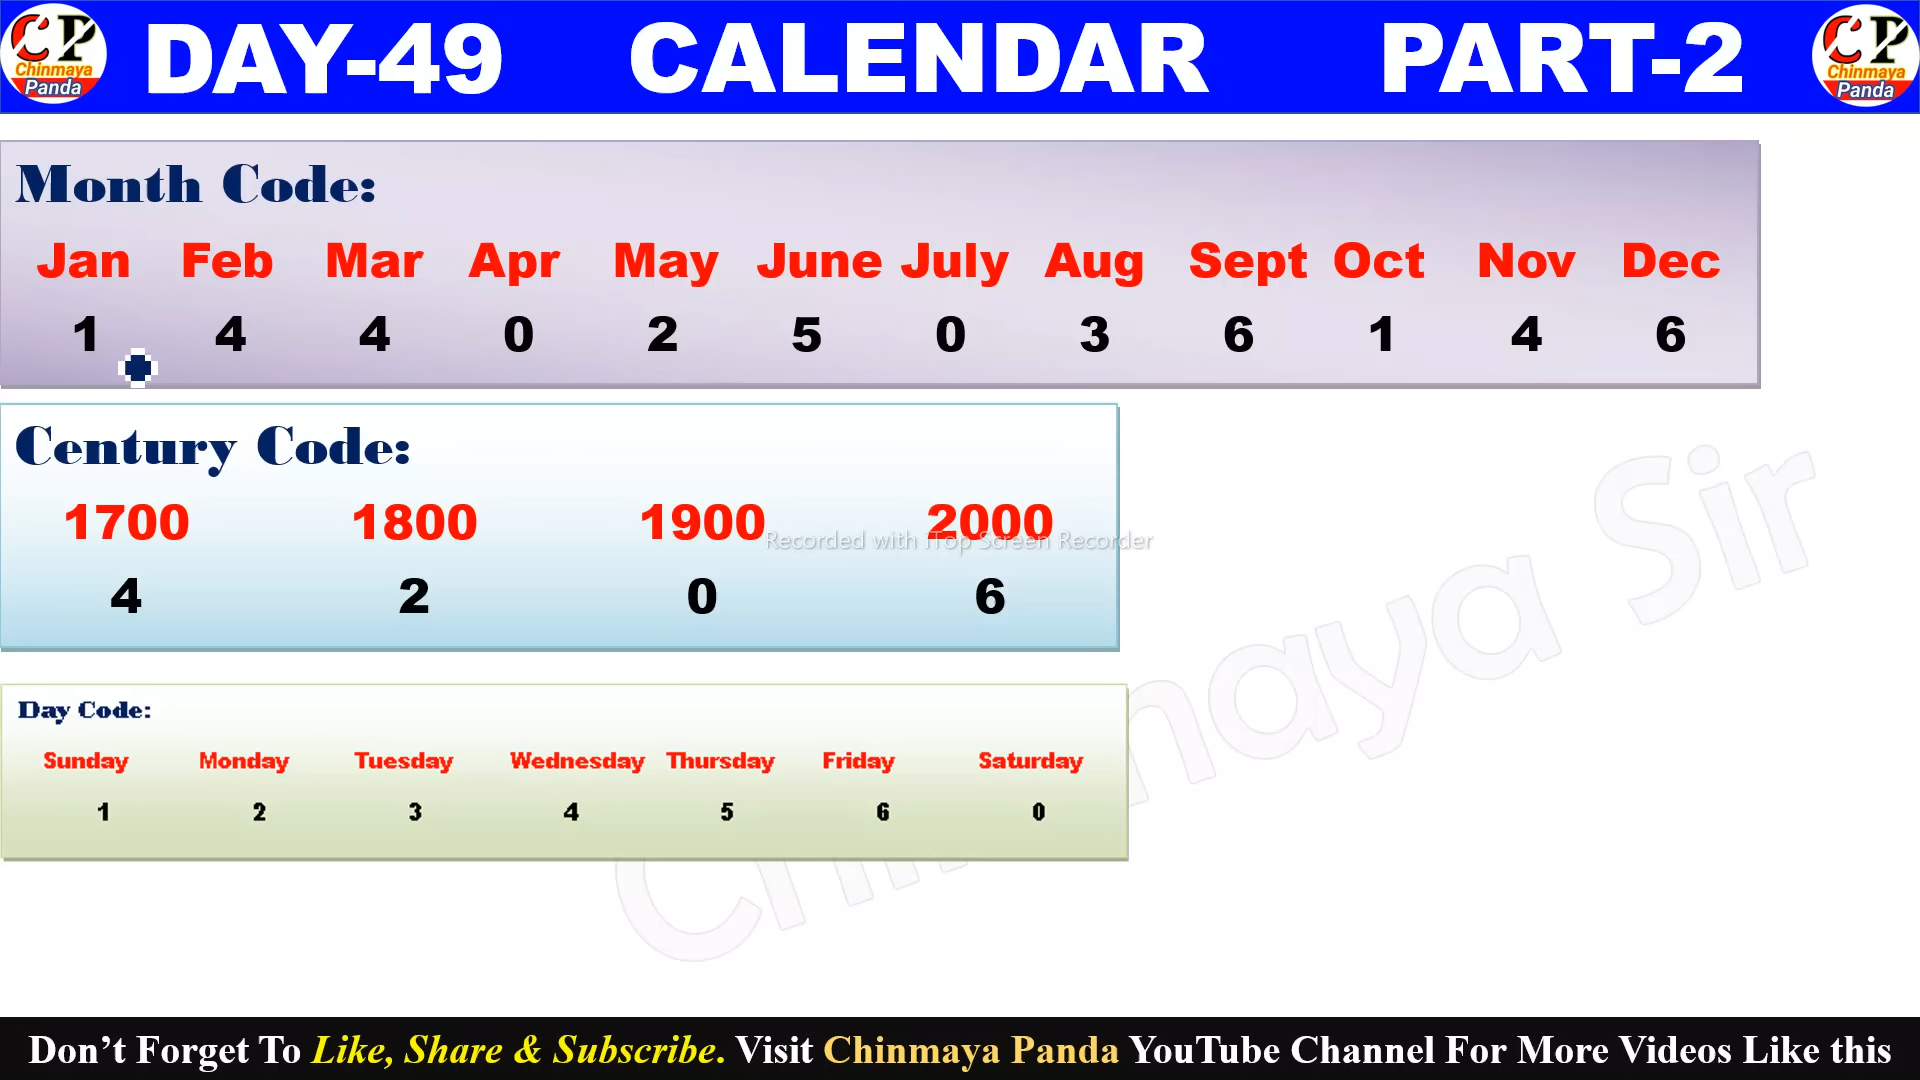 CP Chinmaya Panda DAY-49 CALENDAR PART-2 CP Chinmaya Panda
Month Code:
Jan Feb Mar Apr May June July Aug Sept Oct Nov Dec
1 4 4 0 2 5 0 3 6 1 4 6
Century Code:
1700 1800 1900 2000
Recorded with iTop Screen Recorder
4 2 0 6
Day Code:
Sunday Monday Tuesday Wednesday Thursday Friday Saturday
1 2 3 4 5 6 0
Chinmaya Sir
Don’t Forget To Like, Share & Subscribe. Visit Chinmaya Panda YouTube Channel For More Videos Like this